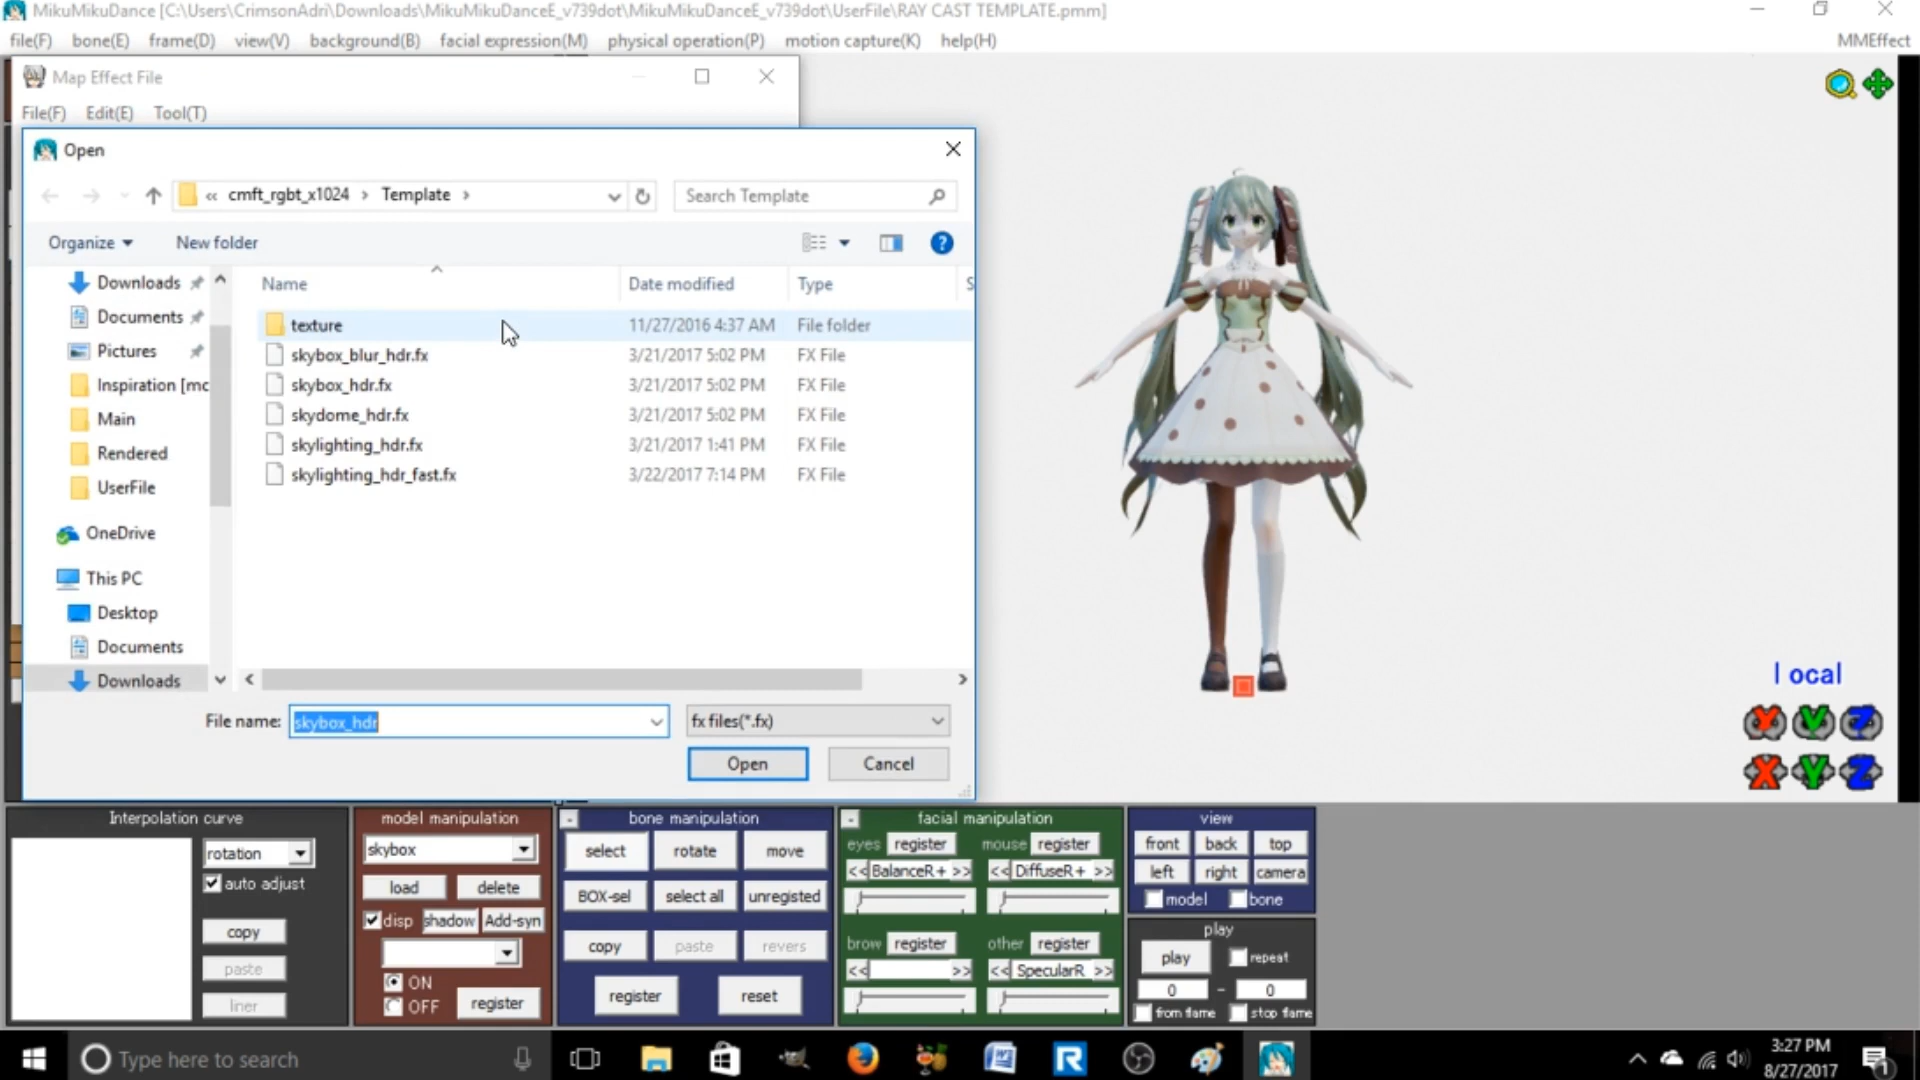 MikuMikuDance [C:\Users\CrimsonAdri\Downloads\MikuMikuDanceE_v739dot\MikuMikuDanceE_v739dot\UserFile\RAY CAST TEMPLATE.pmm]
file(F) bone(E) frame(D) view(V) background(B) facial expression(M) physical operation(P) motion capture(K) help(H) MMEffect
Map Effect File
File(F) Edit(E) Tool(T)
Open
« cmft_rgbt_x1024 › Template › Search Template
Organize New folder
Name Date modified Type S
Downloads
Documents
Pictures
Inspiration [mc
Main
Rendered
UserFile
OneDrive
This PC
Desktop
Documents
Downloads
texture 11/27/2016 4:37 AM File folder
skybox_blur_hdr.fx 3/21/2017 5:02 PM FX File
skybox_hdr.fx 3/21/2017 5:02 PM FX File
skydome_hdr.fx 3/21/2017 5:02 PM FX File
skylighting_hdr.fx 3/21/2017 1:41 PM FX File
skylighting_hdr_fast.fx 3/22/2017 7:14 PM FX File
File name: skybox_hdr fx files(*.fx)
Open Cancel
local
X Y Z
X Y Z
Interpolation curve
rotation
auto adjust
copy
paste
liner
model manipulation
skybox
load delete
disp shadow Add-syn
ON
OFF register
- bone manipulation
select rotate move
BOX-sel select all unregisted
copy paste revers
register reset
- facial manipulation
eyes register mouse register
<< BalanceR+ >> << DiffuseR+ >>
brow register other register
<< >> << SpecularR >>
view
front back top
left right camera
model bone
play
play repeat
0 - 0
from flame stop flame
Type here to search
3:27 PM
8/27/2017
1